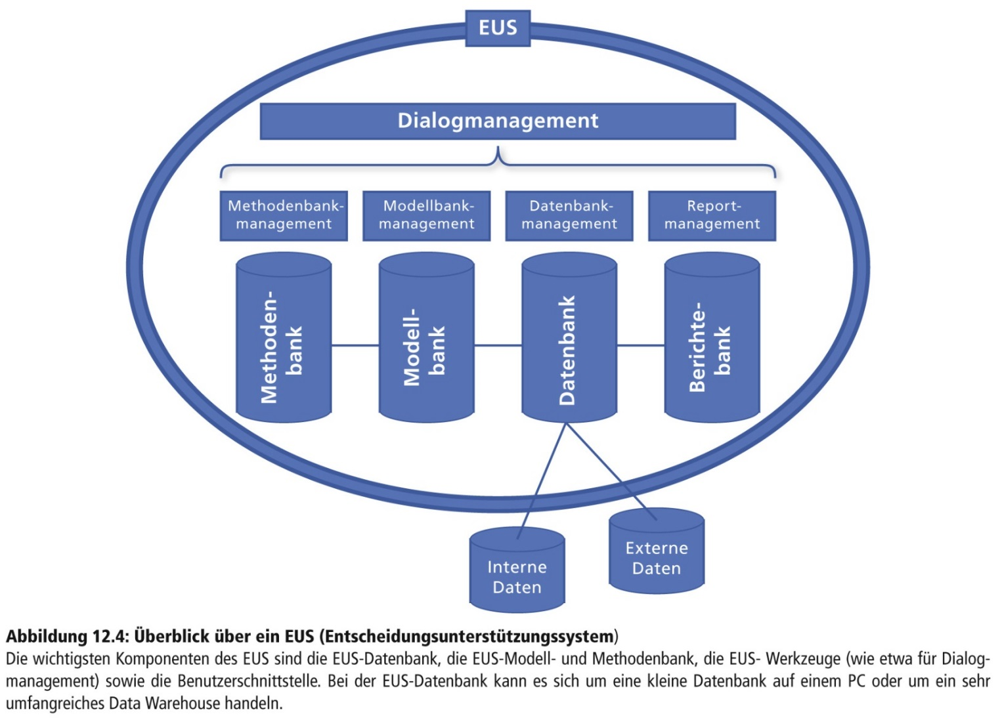 EUS
Dialogmanagement
Methodenbank-
management
Modellbank-
management
Datenbank-
management
Report-
management
Methoden-
bank
Modell-
bank
Datenbank
Berichte-
bank
Interne
Daten
Externe
Daten
Abbildung 12.4: Überblick über ein EUS (Entscheidungsunterstützungssystem)
Die wichtigsten Komponenten des EUS sind die EUS-Datenbank, die EUS-Modell- und Methodenbank, die EUS- Werkzeuge (wie etwa für Dialog-
management) sowie die Benutzerschnittstelle. Bei der EUS-Datenbank kann es sich um eine kleine Datenbank auf einem PC oder um ein sehr
umfangreiches Data Warehouse handeln.